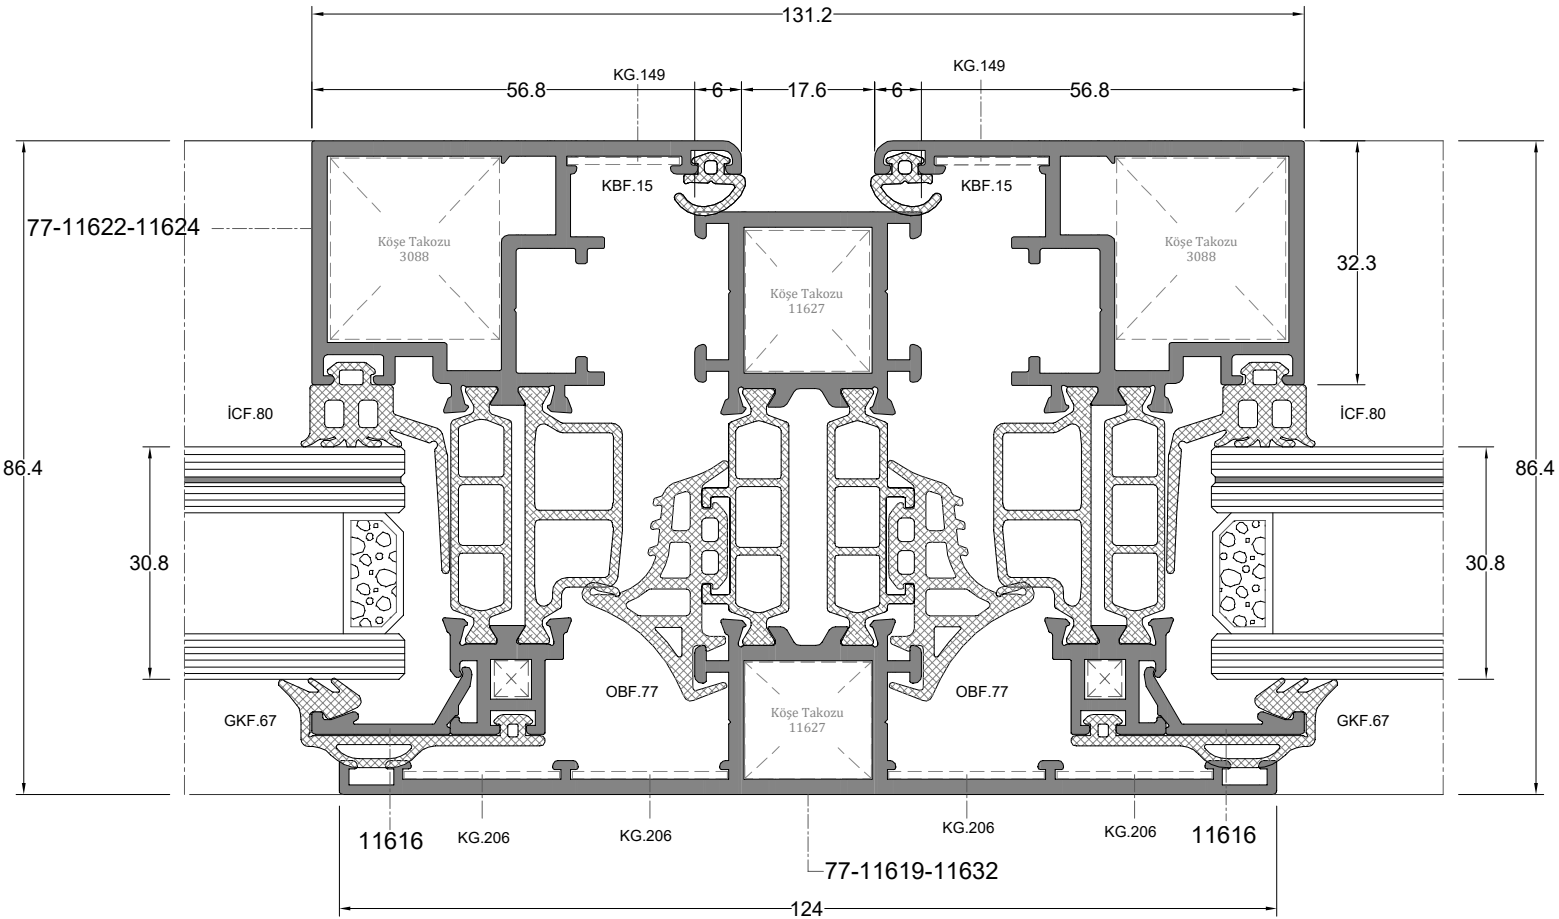 131.2
KG.149
KG.149
56.8
6
17.6
6
56.8
KBF.15
KBF.15
77-11622-11624
Köşe Takozu
3088
Köşe Takozu
3088
Köşe Takozu
11627
32.3
İCF.80
İCF.80
86.4
86.4
30.8
30.8
OBF.77
OBF.77
GKF.67
GKF.67
Köşe Takozu
11627
11616
KG.206
KG.206
KG.206
KG.206
11616
77-11619-11632
124